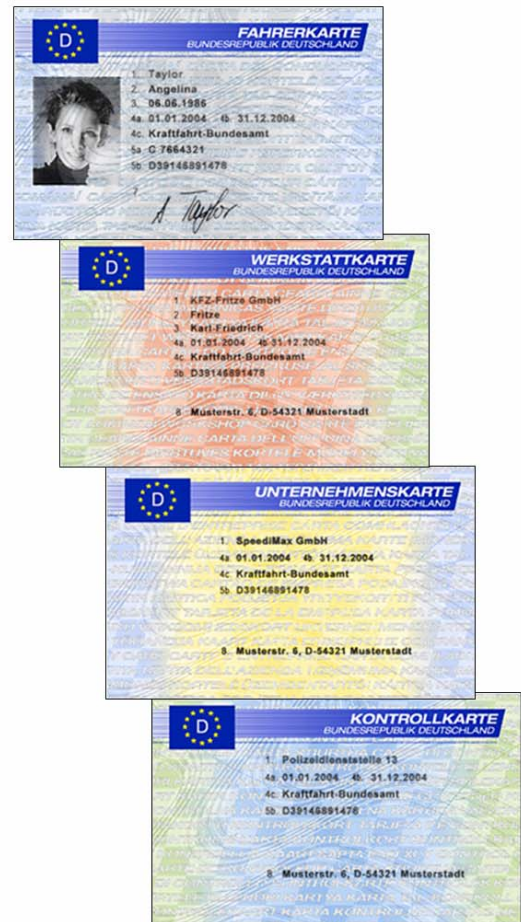 D
FAHRERKARTE
BUNDESREPUBLIK DEUTSCHLAND
1. Taylor
2. Angelina
3. 06.06.1986
4a. 01.01.2004 4b. 31.12.2004
4c. Kraftfahrt-Bundesamt
5a C 7664321
5b D39146891478
7.
A Taylor
D
WERKSTATTKARTE
BUNDESREPUBLIK DEUTSCHLAND
1 KFZ-Fritze GmbH
2. Fritze
3. Karl-Friedrich
4a. 01.01.2004 4b 31.12.2004
4c. Kraftfahrt-Bundesamt
5b. D39146891478
8 Musterstr. 6, D-54321 Musterstadt
D
UNTERNEHMENSKARTE
BUNDESREPUBLIK DEUTSCHLAND
1. SpeediMax GmbH
4a 01.01.2004 4b. 31.12.2004
4c Kraftfahrt-Bundesamt
5b. D39146891478
8. Musterstr. 6, D-54321 Musterstadt
D
KONTROLLKARTE
BUNDESREPUBLIK DEUTSCHLAND
1. Polizeidienststelle 13
4a. 01.01.2004 4b. 31.12.2004
4c. Kraftfahrt-Bundesamt
5b. D39146891478
8. Musterstr. 6, D-54321 Musterstadt